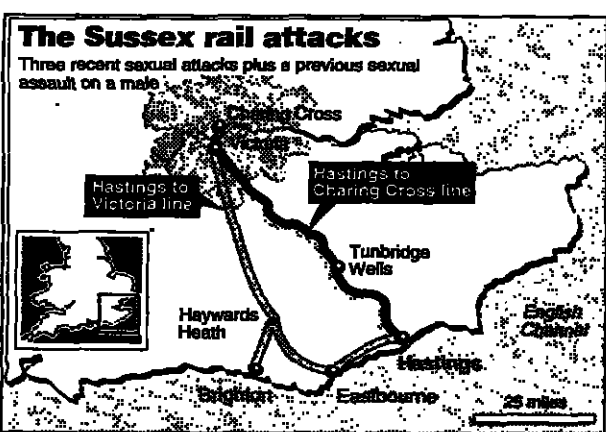 The Sussex rail attacks
Three recent sexual attacks plus a previous sexual
assault on a male
Charing Cross
Victoria
Hastings to
Victoria line
Hastings to
Charing Cross line
Tunbridge
Wells
Haywards
Heath
English
Channel
Hastings
Brighton
Eastbourne
25 miles